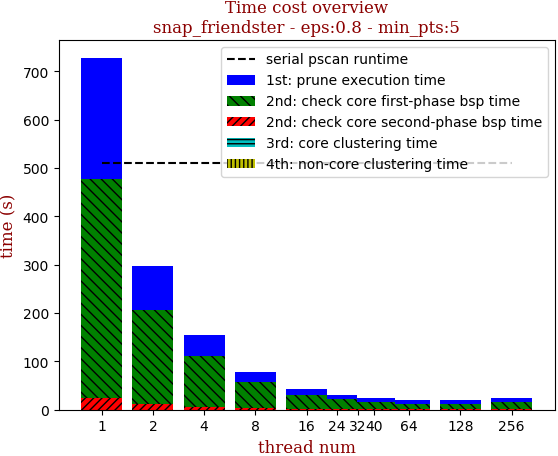 Time cost overview
snap_friendster - eps:0.8 - min_pts:5
serial pscan runtime
1st: prune execution time
2nd: check core first-phase bsp time
2nd: check core second-phase bsp time
3rd: core clustering time
4th: non-core clustering time
time (s)
700
600
500
400
300
200
100
0
1 2 4 8 16 24 32 40 64 128 256
thread num